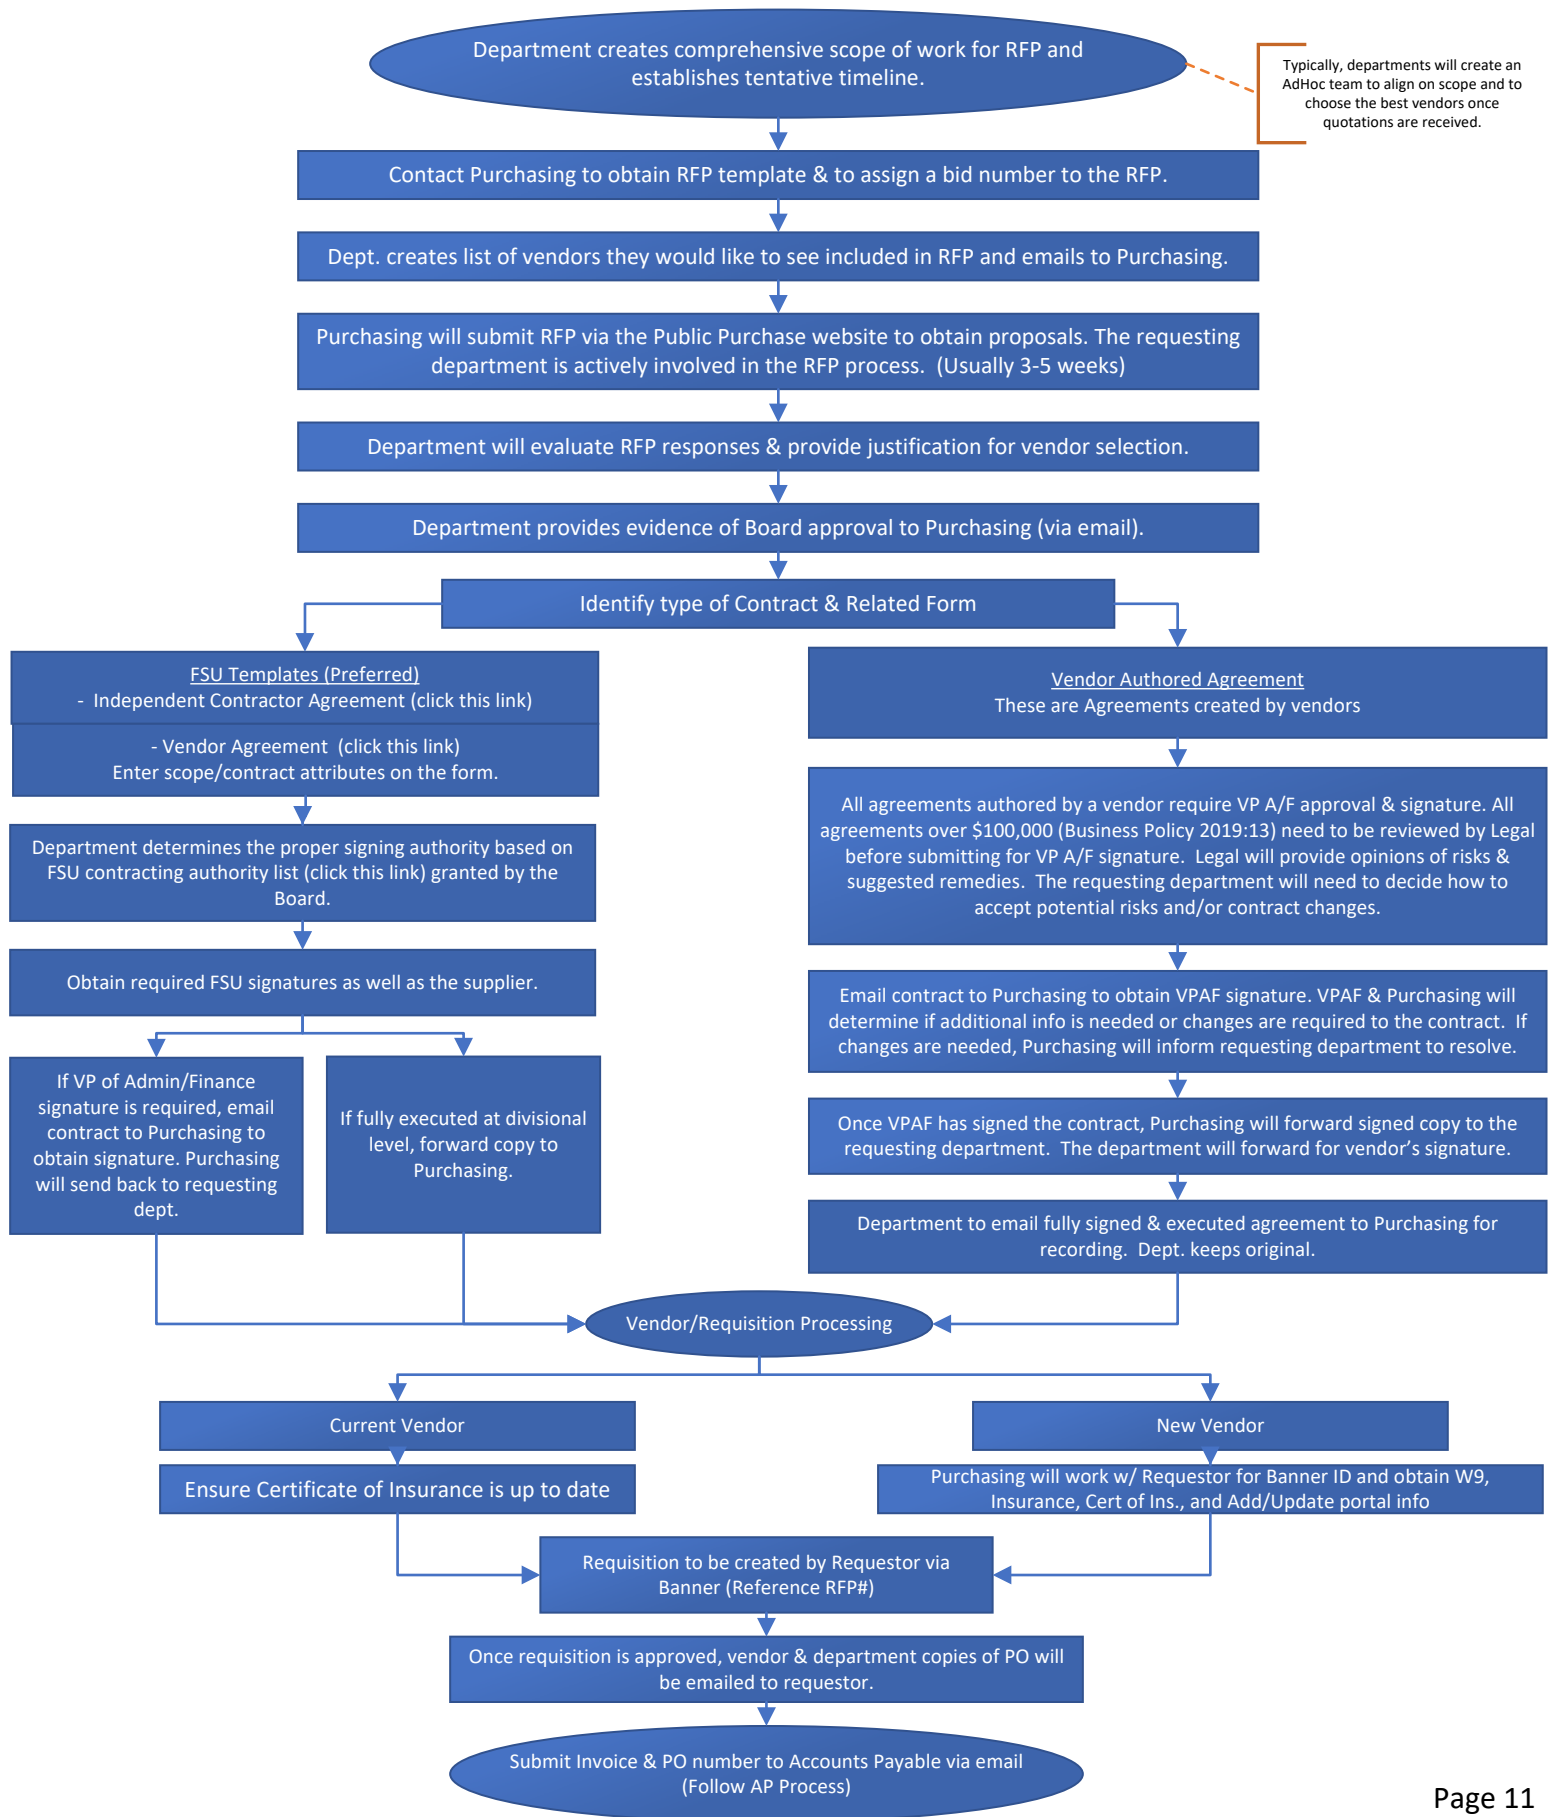 Department creates comprehensive scope of work for RFP and
establishes tentative timeline.
Typically, departments will create an
AdHoc team to align on scope and to
choose the best vendors once
quotations are received.
Contact Purchasing to obtain RFP template & to assign a bid number to the RFP.
Dept. creates list of vendors they would like to see included in RFP and emails to Purchasing.
Purchasing will submit RFP via the Public Purchase website to obtain proposals. The requesting
department is actively involved in the RFP process.  (Usually 3-5 weeks)
Department will evaluate RFP responses & provide justification for vendor selection.
Department provides evidence of Board approval to Purchasing (via email).
Identify type of Contract & Related Form
FSU Templates (Preferred)
- Independent Contractor Agreement (click this link)
- Vendor Agreement  (click this link)
Enter scope/contract attributes on the form.
Department determines the proper signing authority based on
FSU contracting authority list (click this link) granted by the
Board.
Obtain required FSU signatures as well as the supplier.
If VP of Admin/Finance
signature is required, email
contract to Purchasing to
obtain signature. Purchasing
will send back to requesting
dept.
If fully executed at divisional
level, forward copy to
Purchasing.
Vendor Authored Agreement
These are Agreements created by vendors
All agreements authored by a vendor require VP A/F approval & signature. All
agreements over $100,000 (Business Policy 2019:13) need to be reviewed by Legal
before submitting for VP A/F signature.  Legal will provide opinions of risks &
suggested remedies.  The requesting department will need to decide how to
accept potential risks and/or contract changes.
Email contract to Purchasing to obtain VPAF signature. VPAF & Purchasing will
determine if additional info is needed or changes are required to the contract.  If
changes are needed, Purchasing will inform requesting department to resolve.
Once VPAF has signed the contract, Purchasing will forward signed copy to the
requesting department.  The department will forward for vendor’s signature.
Department to email fully signed & executed agreement to Purchasing for
recording.  Dept. keeps original.
Vendor/Requisition Processing
Current Vendor
Ensure Certificate of Insurance is up to date
New Vendor
Purchasing will work w/ Requestor for Banner ID and obtain W9,
Insurance, Cert of Ins., and Add/Update portal info
Requisition to be created by Requestor via
Banner (Reference RFP#)
Once requisition is approved, vendor & department copies of PO will
be emailed to requestor.
Submit Invoice & PO number to Accounts Payable via email
(Follow AP Process)
Page 11